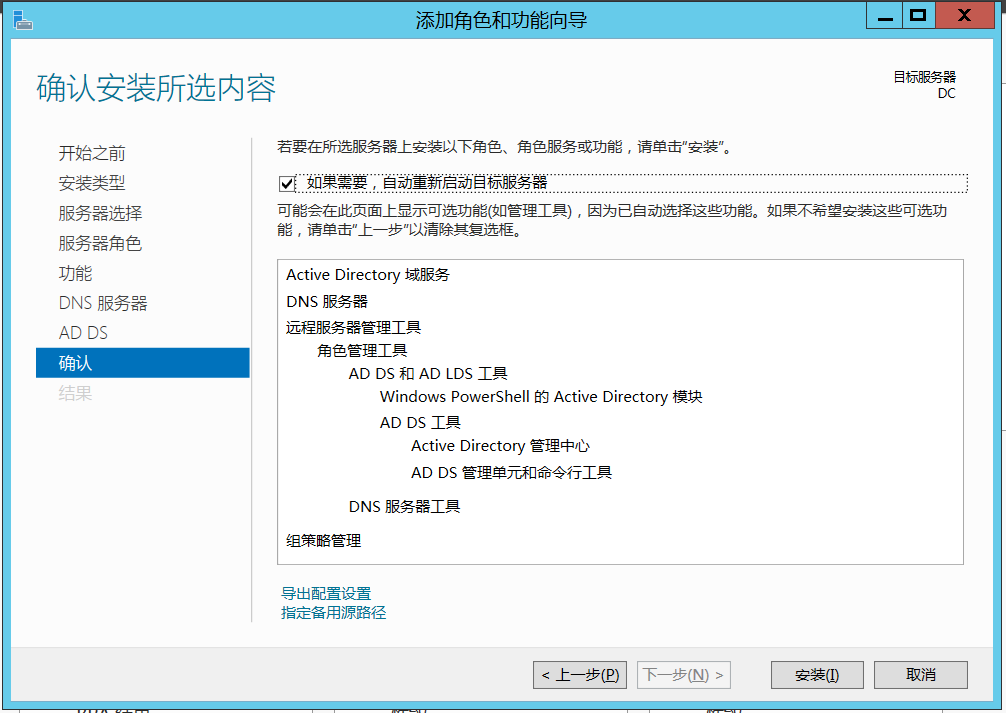 添加角色和功能向导
确认安装所选内容
目标服务器
DC
开始之前
安装类型
服务器选择
服务器角色
功能
DNS 服务器
AD DS
确认
结果
若要在所选服务器上安装以下角色、角色服务或功能，请单击"安装"。
如果需要，自动重新启动目标服务器
可能会在此页面上显示可选功能(如管理工具)，因为已自动选择这些功能。如果不希望安装这些可选功
能，请单击"上一步"以清除其复选框。
Active Directory 域服务
DNS 服务器
远程服务器管理工具
角色管理工具
AD DS 和 AD LDS 工具
Windows PowerShell 的 Active Directory 模块
AD DS 工具
Active Directory 管理中心
AD DS 管理单元和命令行工具
DNS 服务器工具
组策略管理
导出配置设置
指定备用源路径
< 上一步(P)
下一步(N) >
安装(I)
取消